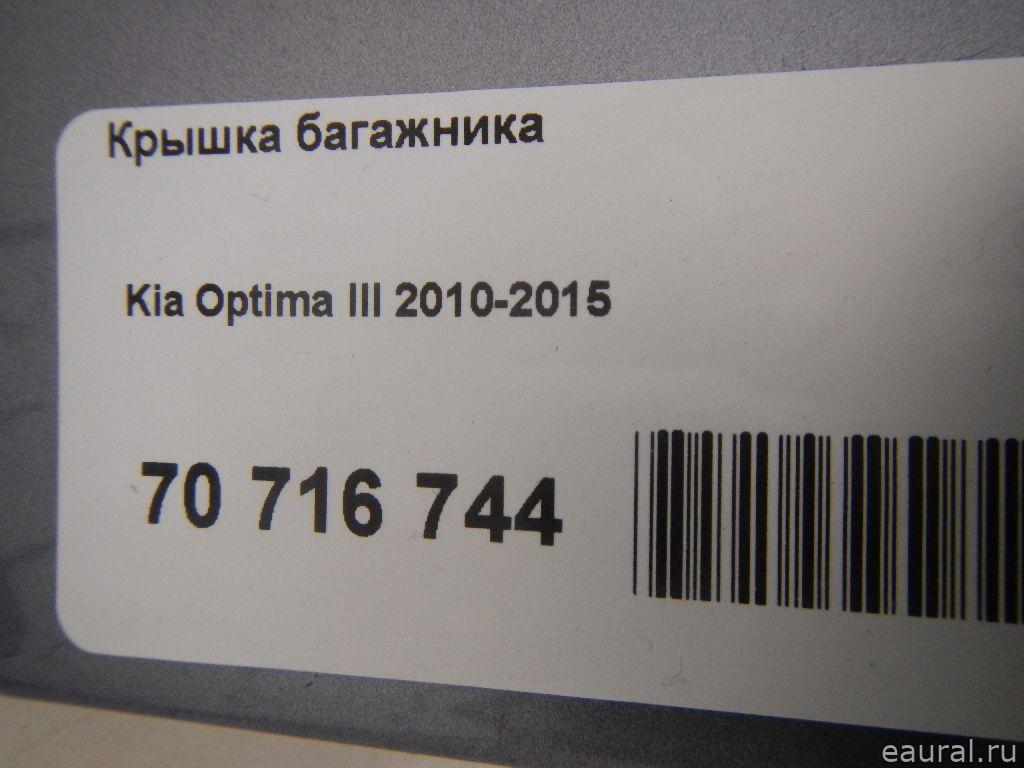 Крышка багажника
Kia Optima III 2010-2015
70 716 744
eaural.ru